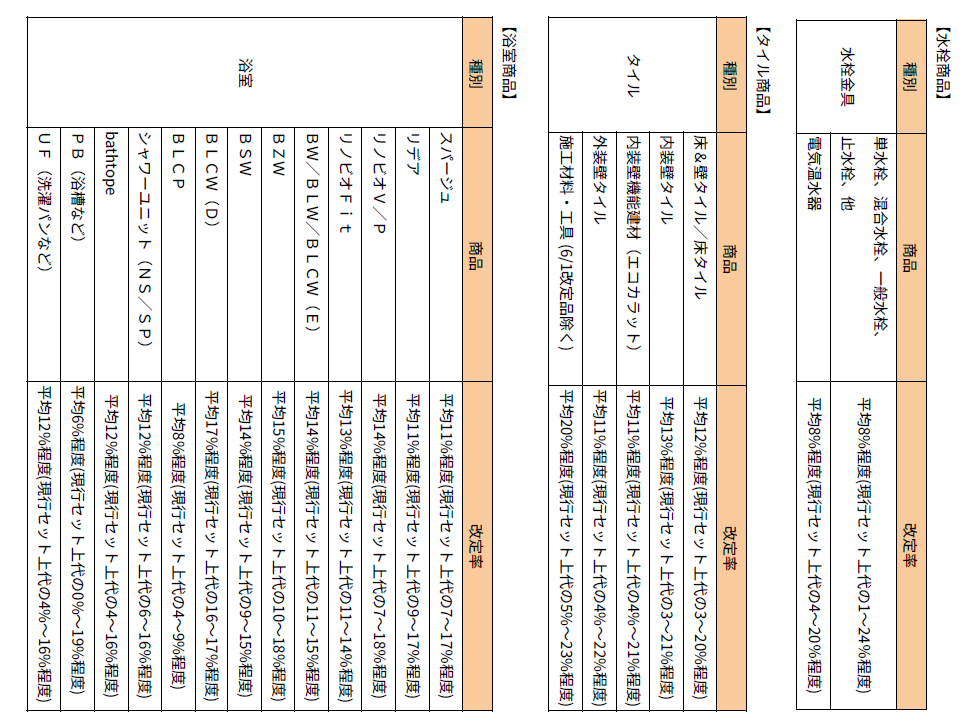 【水栓商品】
種別 商品 改定率
水栓金具 単水栓、混合水栓、一般水栓、
止水栓、他 平均8%程度(現行セット上代の1～24%程度)
電気温水器 平均8%程度(現行セット上代の4～20%程度)
【タイル商品】
種別 商品 改定率
タイル 床＆壁タイル／床タイル 平均12%程度(現行セット上代の3～20%程度)
内装壁タイル 平均13%程度(現行セット上代の3～21%程度)
内装壁機能建材（エコカラット） 平均11%程度(現行セット上代の4%～21%程度)
外装壁タイル 平均11%程度(現行セット上代の4%～22%程度)
施工材料・工具 (6/1改定品除く) 平均20%程度(現行セット上代の5%～23%程度)
【浴室商品】
種別 商品 改定率
浴室 スパージュ 平均11%程度(現行セット上代の7～17%程度)
リデア 平均11%程度(現行セット上代の9～17%程度)
リノビオＶ／Ｐ 平均14%程度(現行セット上代の7～18%程度)
リノビオＦｉｔ 平均13%程度(現行セット上代の11～14%程度)
ＢＷ／ＢＬＷ／ＢＬＣＷ（Ｅ） 平均14%程度(現行セット上代の11～15%程度)
ＢＺＷ 平均15%程度(現行セット上代の10～18%程度)
ＢＳＷ 平均14%程度(現行セット上代の9～15%程度)
ＢＬＣＷ（Ｄ） 平均17%程度(現行セット上代の16～17%程度)
ＢＬＣＰ 平均8%程度(現行セット上代の4～9%程度)
シャワーユニット（ＮＳ／ＳＰ） 平均12%程度(現行セット上代の6～16%程度)
bathtope 平均12%程度(現行セット上代の4～16%程度)
ＰＢ（浴槽など） 平均6%程度(現行セット上代の0%～19%程度)
ＵＦ（洗濯パンなど） 平均12%程度(現行セット上代の4%～16%程度)